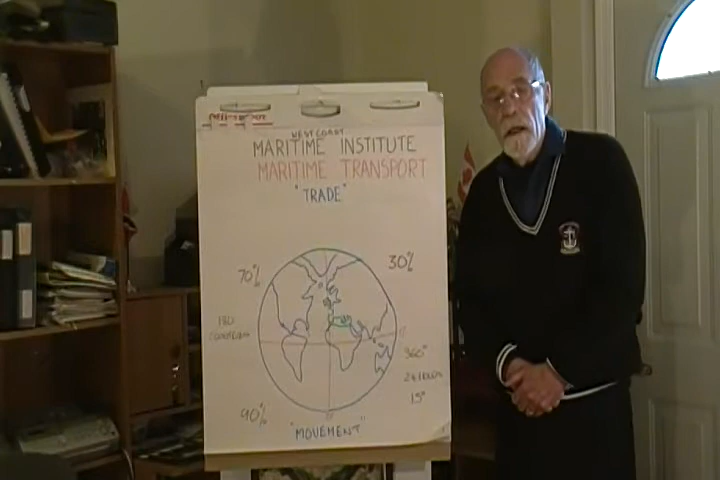 WEST COAST
MARITIME INSTITUTE
MARITIME TRANSPORT
"TRADE"
70%
30%
360°
24 HOURS
15°
90%
"MOVEMENT"